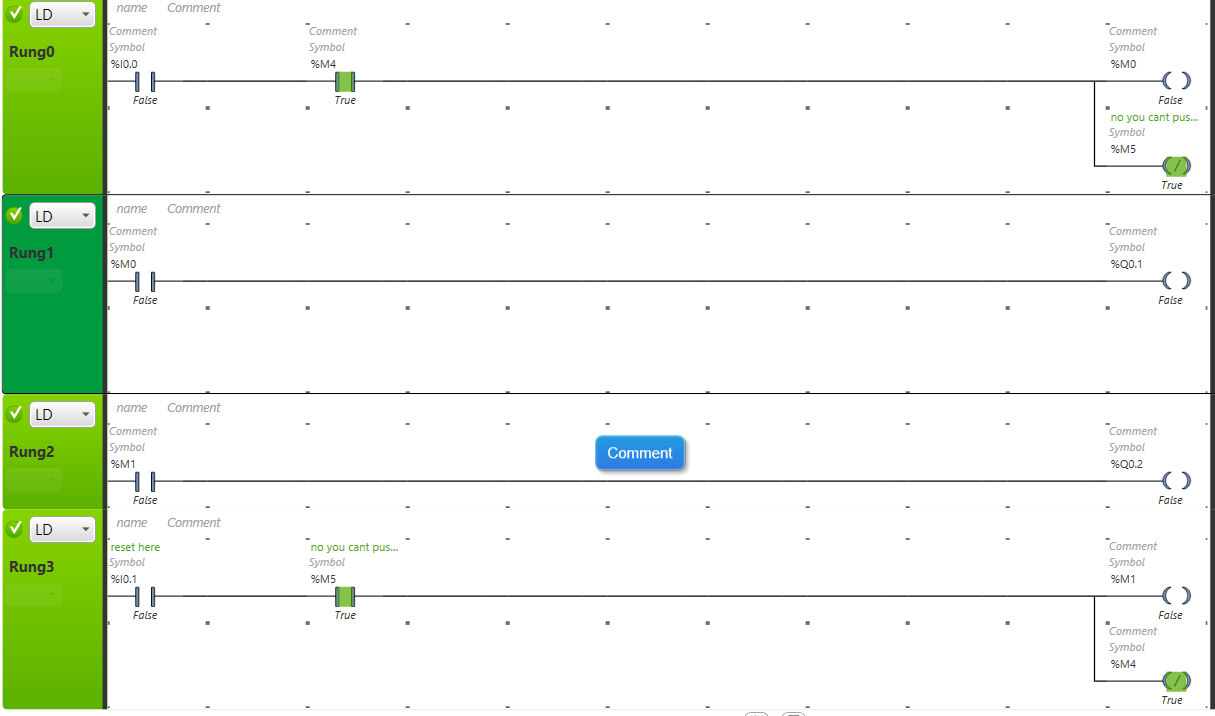 LD name Comment
Comment Comment Comment
Rung0 Symbol Symbol Symbol
%I0.0 %M4 %M0
False True False
no you cant pus...
Symbol
%M5
True
LD name Comment
Comment Comment
Rung1 Symbol Symbol
%M0 %Q0.1
False False
LD name Comment
Comment Comment
Rung2 Symbol Comment Symbol
%M1 %Q0.2
False False
LD name Comment
reset here no you cant pus... Comment
Rung3 Symbol Symbol Symbol
%I0.1 %M5 %M1
False True False
Comment
Symbol
%M4
True